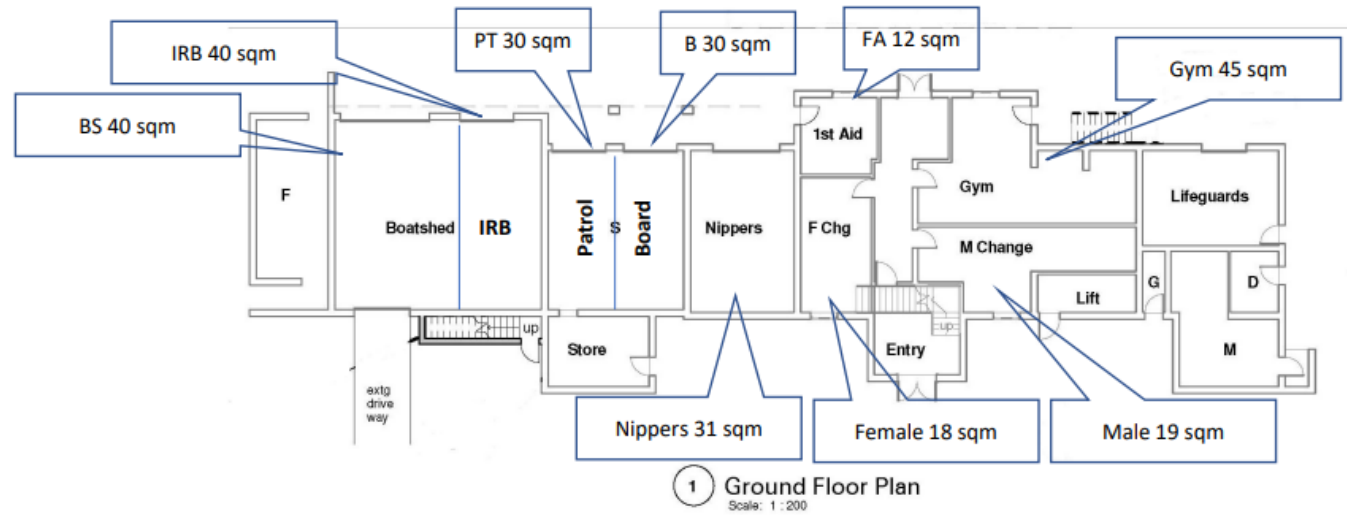 IRB 40 sqm
PT 30 sqm
B 30 sqm
FA 12 sqm
Gym 45 sqm
BS 40 sqm
1st Aid
F
Boatshed
IRB
Patrol
S
Board
Nippers
F Chg
Gym
M Change
Lifeguards
G
D
Lift
M
up
Store
up
Entry
extg
drive
way
Nippers 31 sqm
Female 18 sqm
Male 19 sqm
1 Ground Floor Plan
Scale: 1 : 200